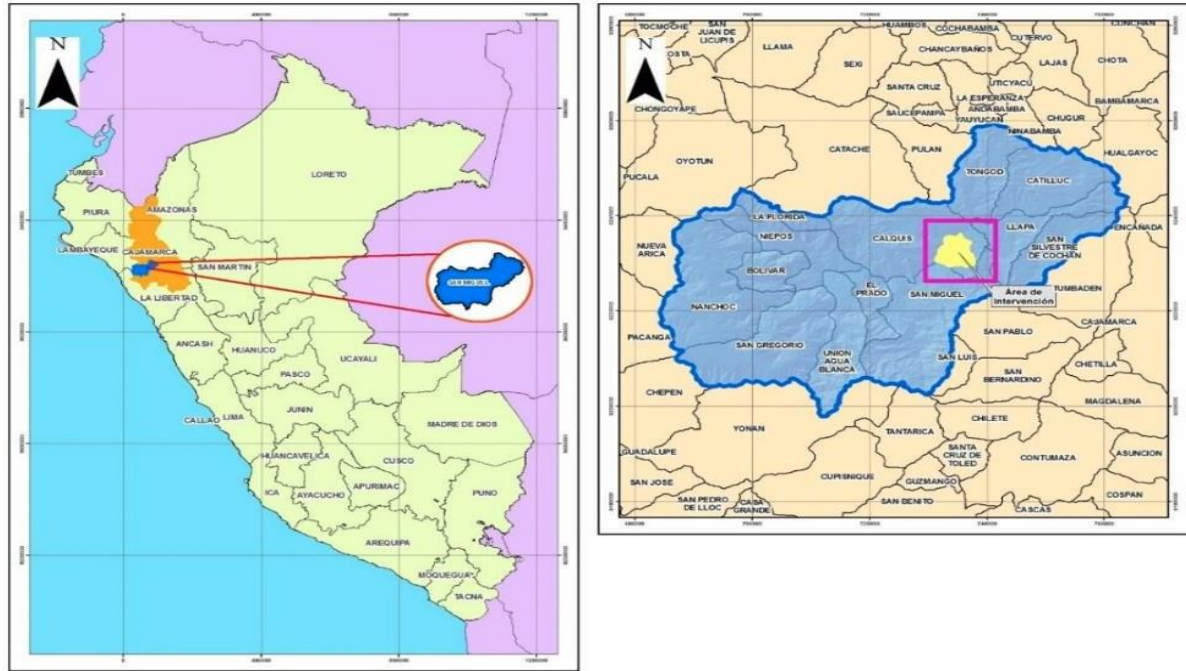 N
TUMBES
LORETO
PIURA
AMAZONAS
LAMBAYEQUE
CAJAMARCA
SAN MARTIN
SAN MIGUEL
LA LIBERTAD
ANCASH
HUANUCO
UCAYALI
PASCO
JUNIN
CALLAO
LIMA
MADRE DE DIOS
HUANCAVELICA
CUSCO
ICA
AYACUCHO
APURIMAC
PUNO
AREQUIPA
MOQUEGUA
TACNA
N
TOCMOCHE
SAN
JUAN DE
LICUPIS
LLAMA
HUAMBOS
COCHABAMBA
CHANCAYBAÑOS
CUTERVO
SEXI
LAJAS
CHOTA
SANTA CRUZ
UTICYACU
LA ESPERANZA
ANDABAMBA
BAMBAMARCA
CHONGOYAPE
SAUCEPAMPA
YAUYUCAN
CHUGUR
NINABAMBA
OYOTUN
CATACHE
PULAN
HUALGAYOC
PUCALA
TONGOD
CATILLUC
LA FLORIDA
NIEPOS
CALQUIS
LLAPA
ENCAÑADA
NUEVA
ARICA
SAN
SILVESTRE
DE COCHAN
BOLIVAR
EL
PRADO
SAN MIGUEL
Área de
Intervención
TUMBADEN
NANCHOC
CAJAMARCA
PACANGA
SAN GREGORIO
SAN PABLO
UNION
AGUA
BLANCA
SAN LUIS
CHETILLA
SAN
BERNARDINO
CHEPEN
MAGDALENA
YONAN
CHILETE
TANTARICA
GUADALUPE
SANTA
CRUZ DE
TOLED
CONTUMAZA
ASUNCION
CUPISNIQUE
SAN JOSE
GUZMANGO
SAN PEDRO
DE LLOC
CASA
GRANDE
SAN BENITO
CASCAS
COSPAN